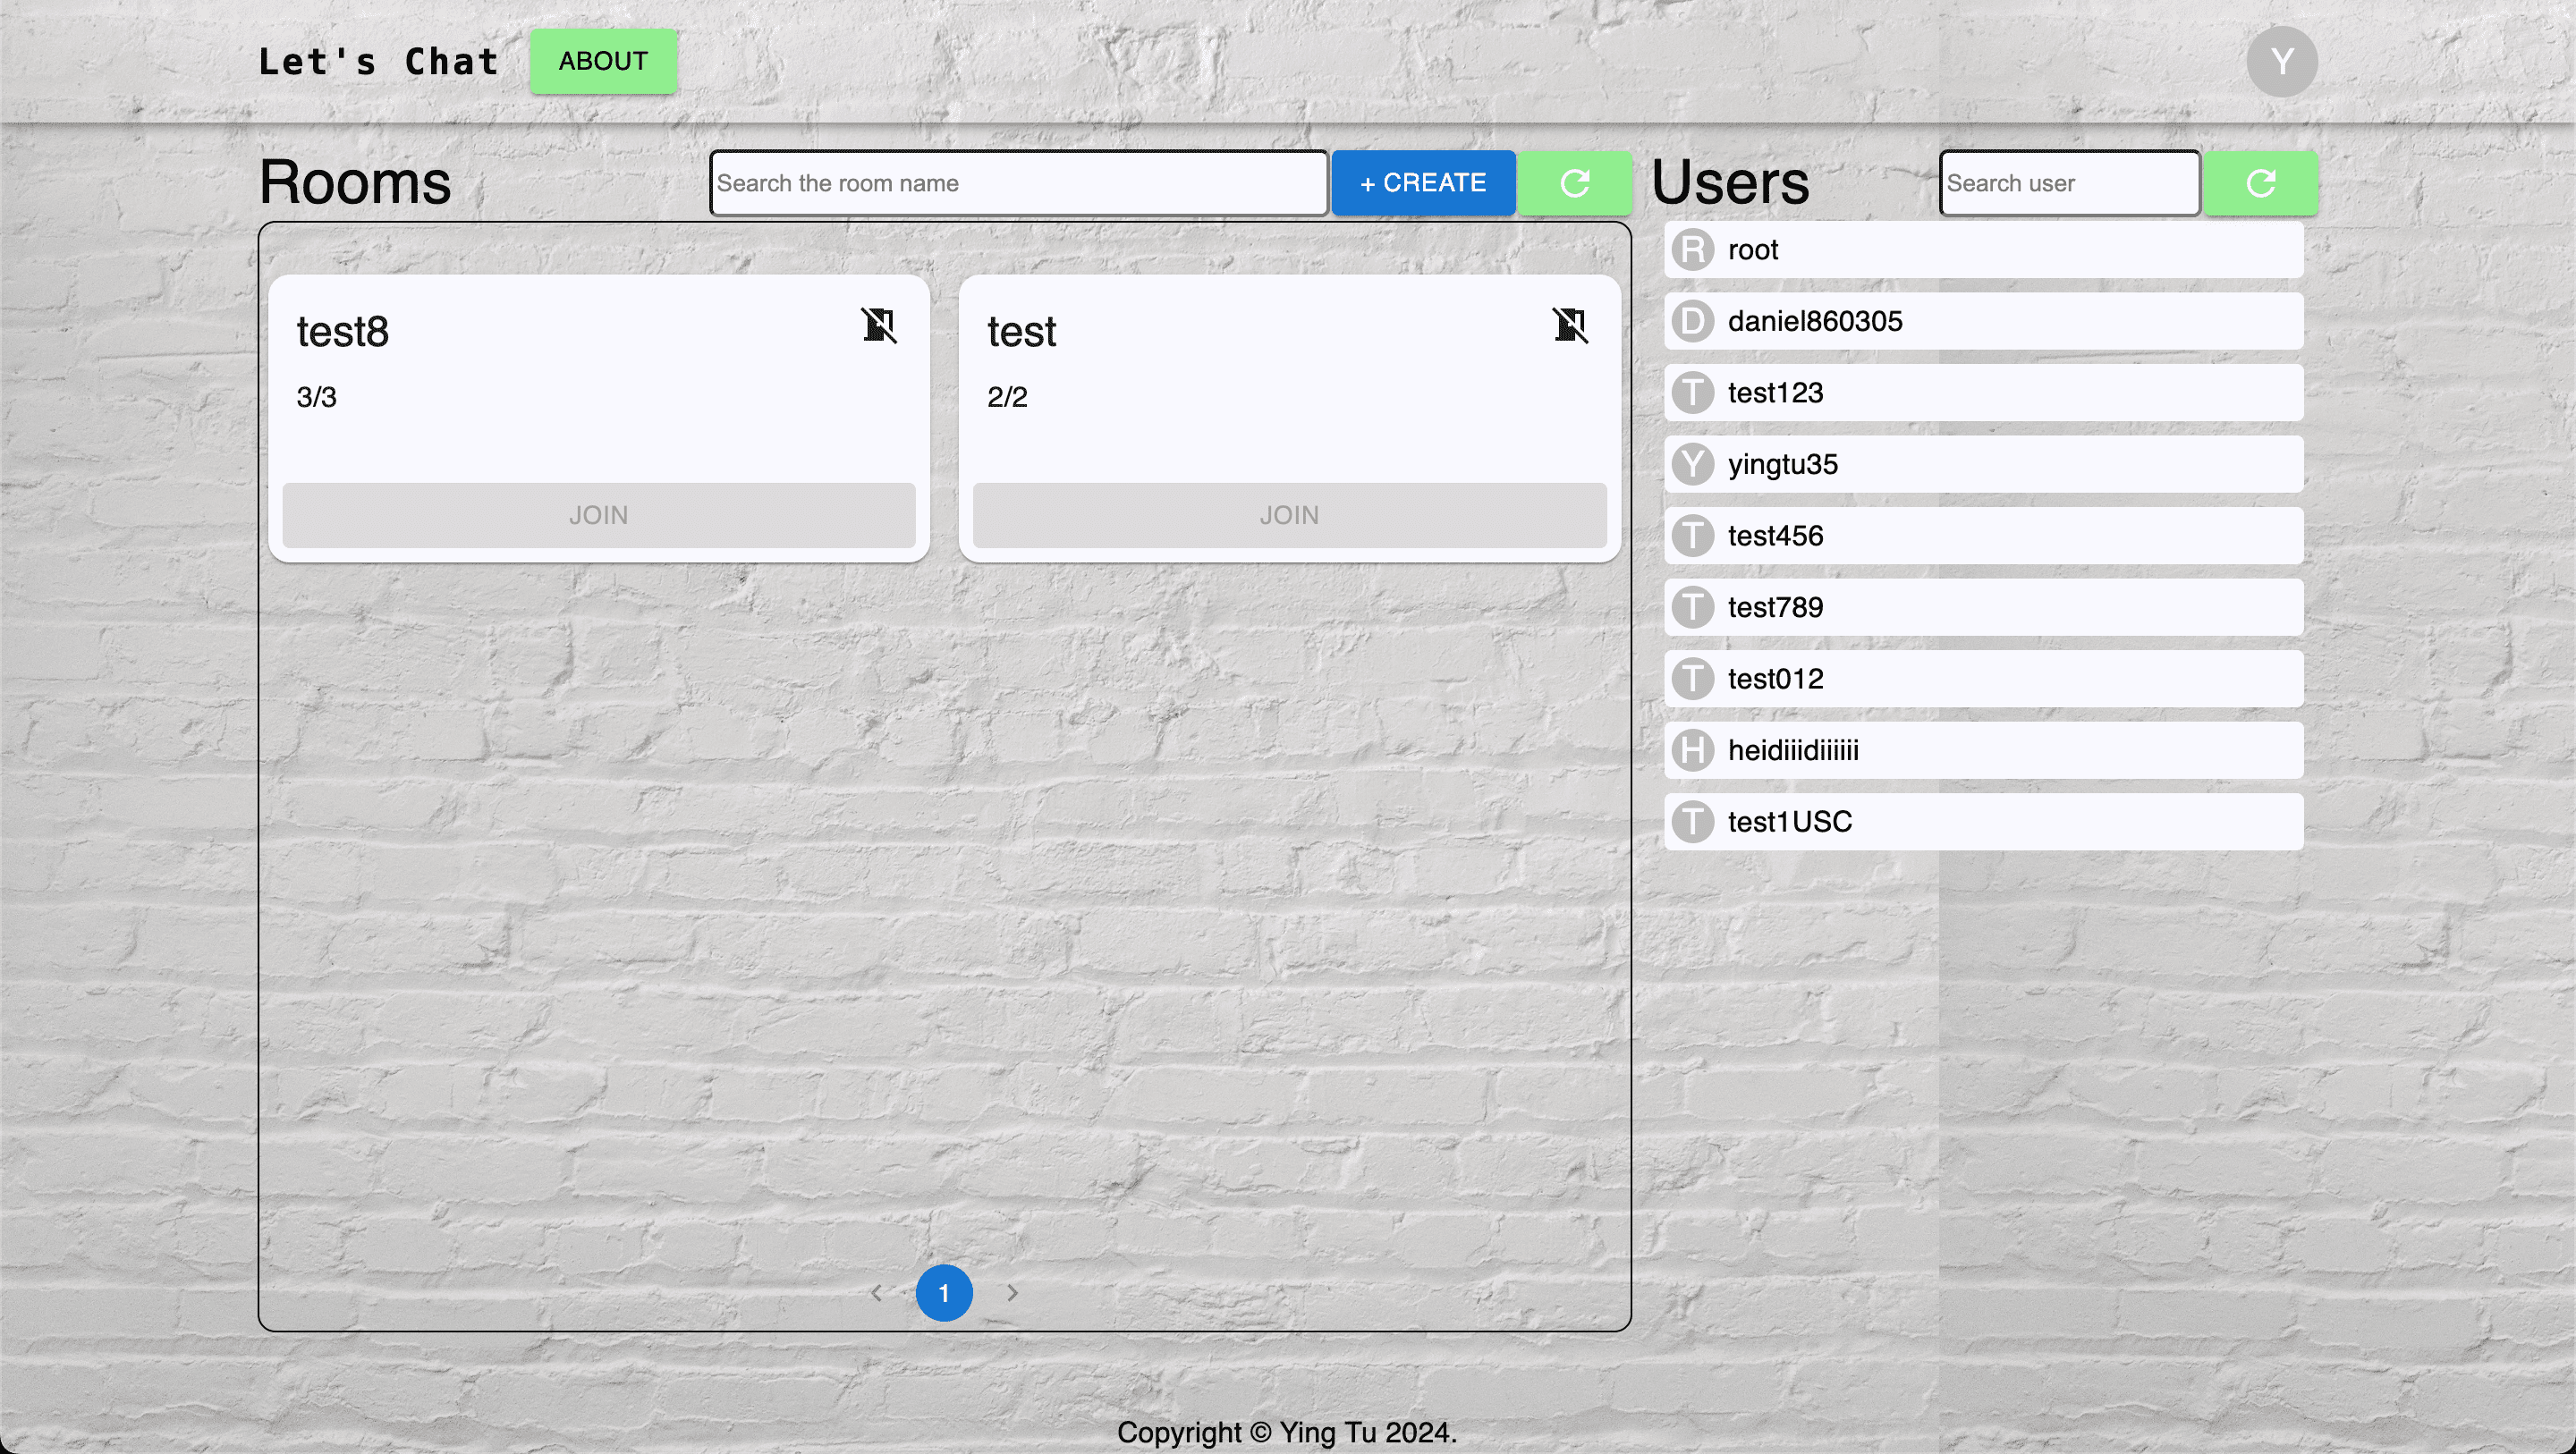 Let's Chat ABOUT Y
Rooms Search the room name + CREATE
test8
3/3
JOIN
test
2/2
JOIN
1
Users Search user
R root
D daniel860305
T test123
Y yingtu35
T test456
T test789
T test012
H heidiiidiiiiii
T test1USC
Copyright © Ying Tu 2024.